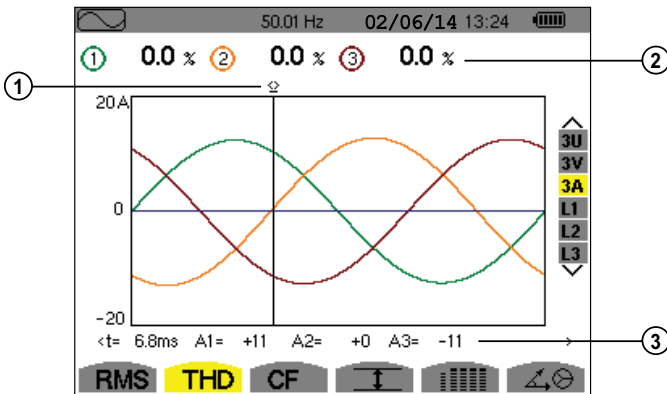 50.01 Hz 02/06/14 13:24
1 0.0 % 2 0.0 % 3 0.0 %
2
1
20A
3U
3V
3A
0
L1
L2
L3
-20
<t= 6.8ms A1= +11 A2= +0 A3= -11 >
3
RMS THD CF